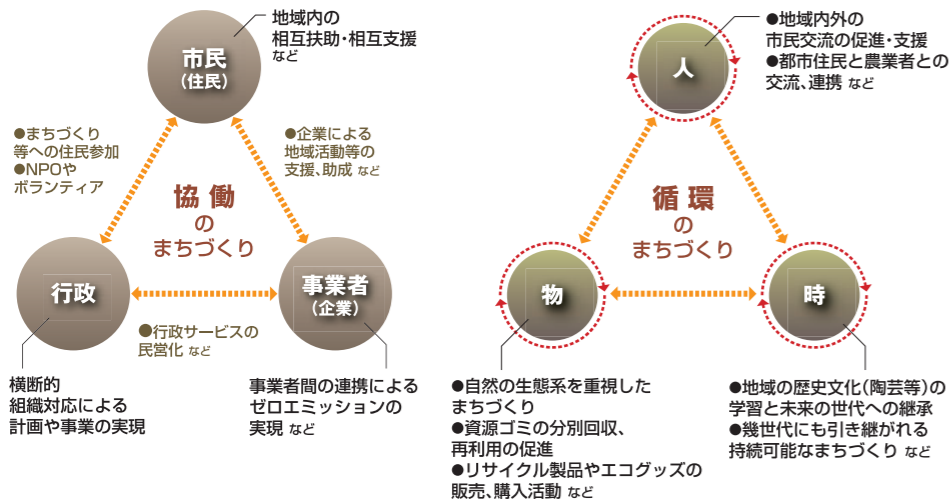 地域内の
相互扶助・相互支援
など
市民
（住民）
●まちづくり
等への住民参加
●NPOや
ボランティア
●企業による
地域活動等の
支援、助成 など
協働
の
まちづくり
行政
事業者
（企業）
●行政サービスの
民営化 など
横断的
組織対応による
計画や事業の実現
事業者間の連携による
ゼロエミッションの
実現 など
●地域内外の
市民交流の促進・支援
●都市住民と農業者との
交流、連携 など
人
循環
の
まちづくり
物
時
●自然の生態系を重視した
まちづくり
●資源ゴミの分別回収、
再利用の促進
●リサイクル製品やエコグッズの
販売、購入活動 など
●地域の歴史文化（陶芸等）の
学習と未来の世代への継承
●幾世代にも引き継がれる
持続可能なまちづくり など